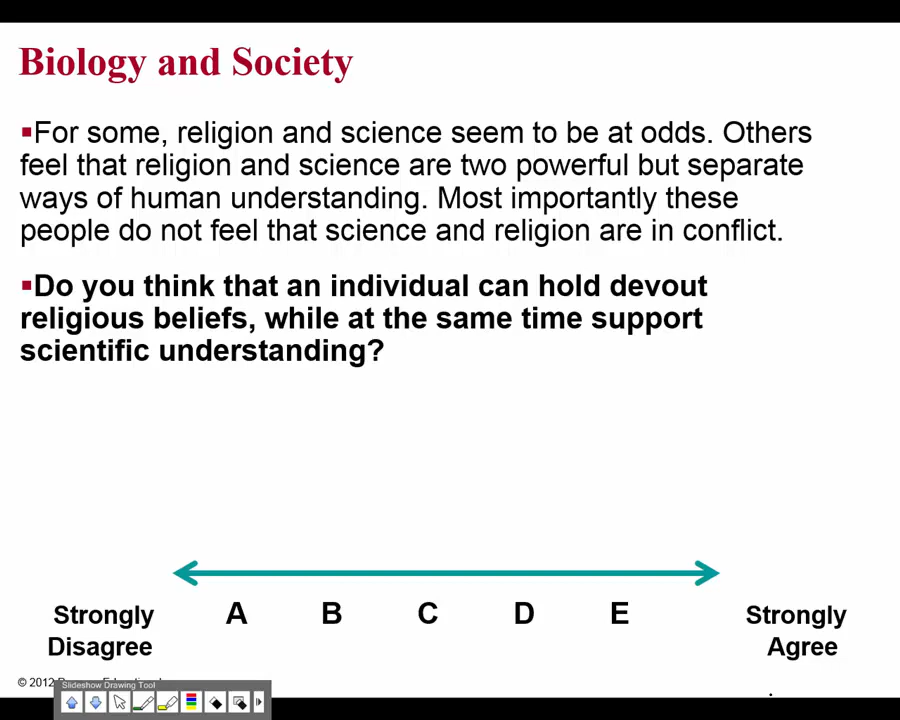 Biology and Society
▪For some, religion and science seem to be at odds. Others
feel that religion and science are two powerful but separate
ways of human understanding. Most importantly these
people do not feel that science and religion are in conflict.
▪Do you think that an individual can hold devout
religious beliefs, while at the same time support
scientific understanding?
Strongly Disagree
A B C D E
Strongly Agree
© 2012
Slideshow Drawing Tool